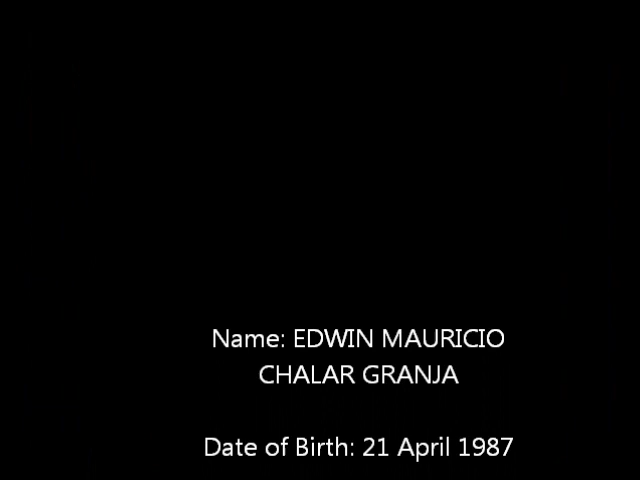 Name: EDWIN MAURICIO
CHALAR GRANJA
Date of Birth: 21 April 1987